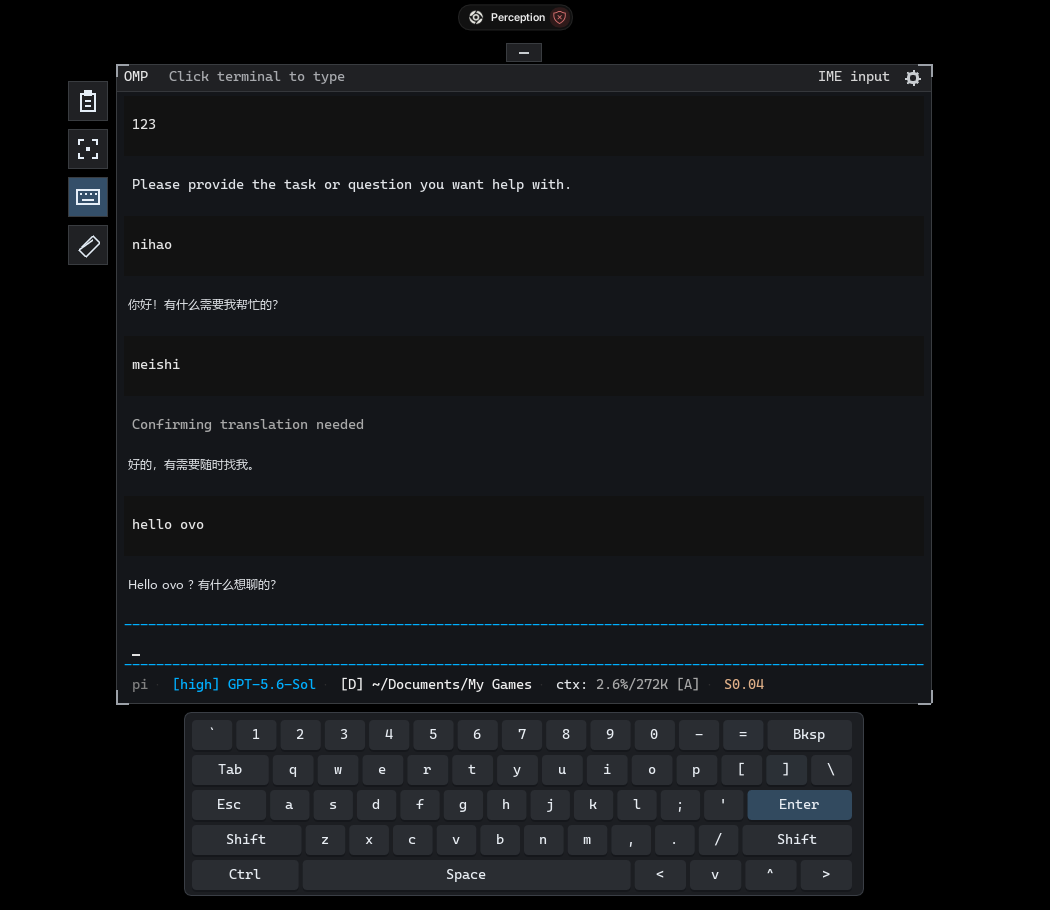 Perception
OMP Click terminal to type IME input
123
Please provide the task or question you want help with.
nihao
你好！有什么需要我帮忙的？
meishi
Confirming translation needed
好的，有需要随时找我。
hello ovo
Hello ovo ? 有什么想聊的？
pi · [high] GPT-5.6-Sol · [D] ~/Documents/My Games · ctx: 2.6%/272K [A] · S0.04
` 1 2 3 4 5 6 7 8 9 0 - = Bksp
Tab q w e r t y u i o p [ ] \
Esc a s d f g h j k l ; ' Enter
Shift z x c v b n m , . / Shift
Ctrl Space < v ^ >